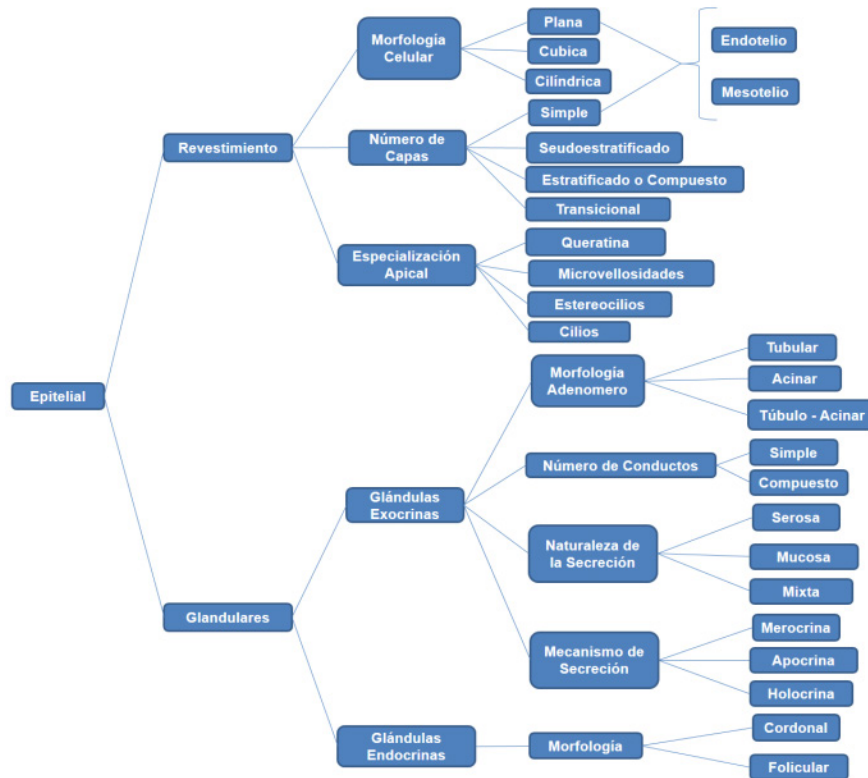 Plana
Morfología
Celular
Cubica
Endotelio
Cilíndrica
Mesotelio
Simple
Revestimiento
Número de
Capas
Seudoestratificado
Estratificado o Compuesto
Transicional
Especialización
Apical
Queratina
Microvellosidades
Estereocilios
Cilios
Epitelial
Morfología
Adenomero
Tubular
Acinar
Túbulo - Acinar
Número de Conductos
Simple
Compuesto
Glándulas
Exocrinas
Naturaleza de
la Secreción
Serosa
Mucosa
Mixta
Glandulares
Mecanismo de
Secreción
Merocrina
Apocrina
Holocrina
Glándulas
Endocrinas
Morfología
Cordonal
Folicular